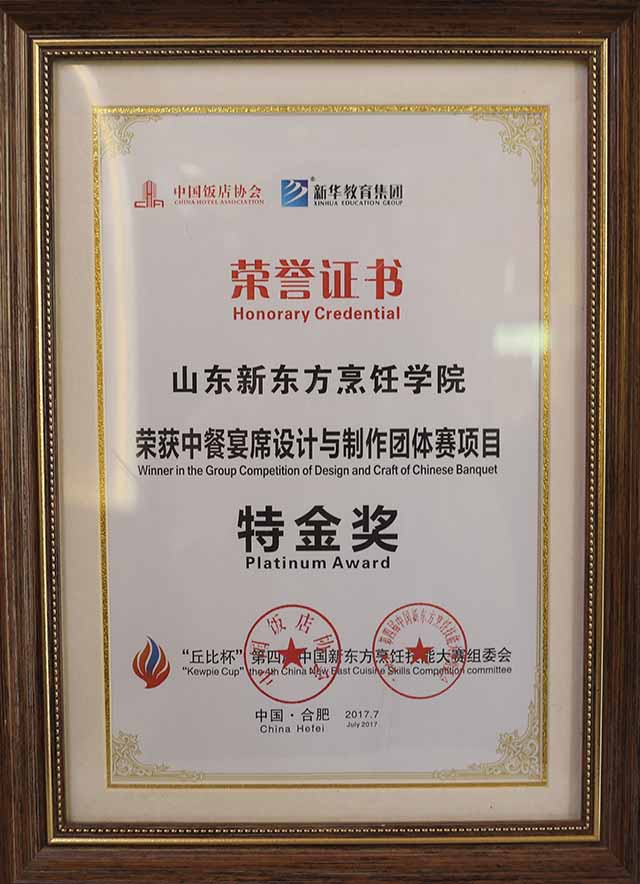 中国饭店协会
CHINA HOTEL ASSOCIATION
CHA
新华教育集团
XINHUA EDUCATION GROUP
荣誉证书
Honorary Credential
山东新东方烹饪学院
荣获中餐宴席设计与制作团体赛项目
Winner in the Group Competition of Design and Craft of Chinese Banquet
特金奖
Platinum Award
“丘比杯”第四届中国新东方烹饪技能大赛组委会
“Kewpie Cup” the 4th China New East Cuisine Skills Competition committee
中国·合肥 2017.7
China Hefei July 2017